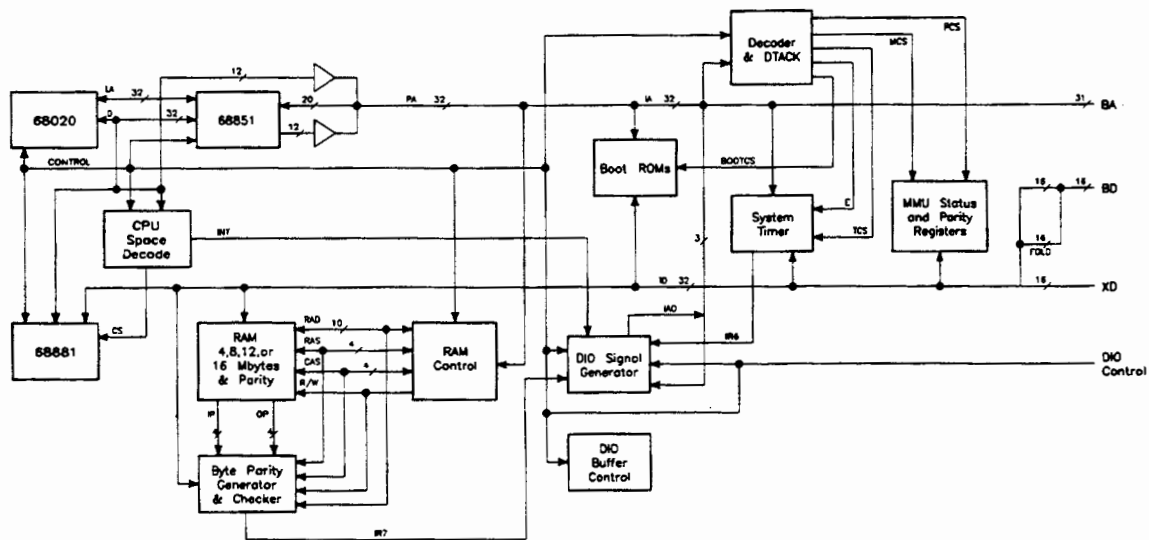 Decoder
& DTACK
PCS
MCS
12
LA
32
68020
D
32
68851
20
12
PA
32
IA
32
31
BA
CONTROL
Boot ROMs
BOOTCS
MMU Status
and Parity
Registers
16
16
BD
16
FOLD
CPU
Space
Decode
INT
System
Timer
E
TCS
3
ID
32
16
XD
68881
CS
RAM
4,8,12,or
16 Mbytes
& Parity
RAD
10
RAS
4
CAS
4
R/W
RAM
Control
IAO
IR6
DIO Signal
Generator
DIO
Control
IP
OP
4
4
Byte Parity
Generator
& Checker
DIO
Buffer
Control
IR7